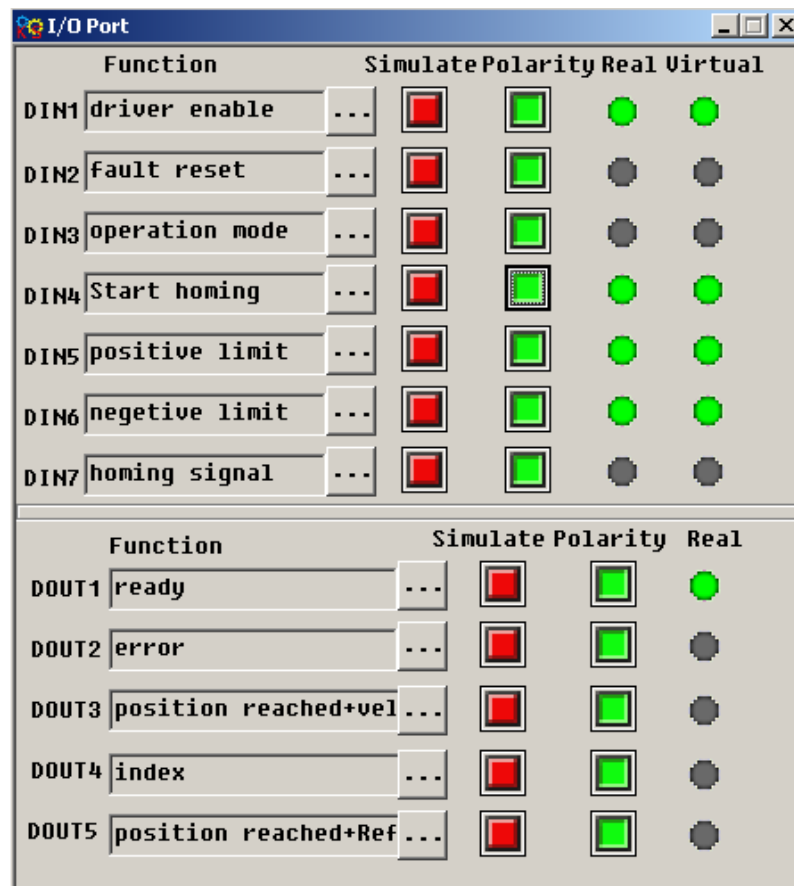 I/O Port
Function Simulate Polarity Real Virtual
DIN1 driver enable ...
DIN2 fault reset ...
DIN3 operation mode ...
DIN4 Start homing ...
DIN5 positive limit ...
DIN6 negetive limit ...
DIN7 homing signal ...
Function Simulate Polarity Real
DOUT1 ready ...
DOUT2 error ...
DOUT3 position reached+vel ...
DOUT4 index ...
DOUT5 position reached+Ref ...